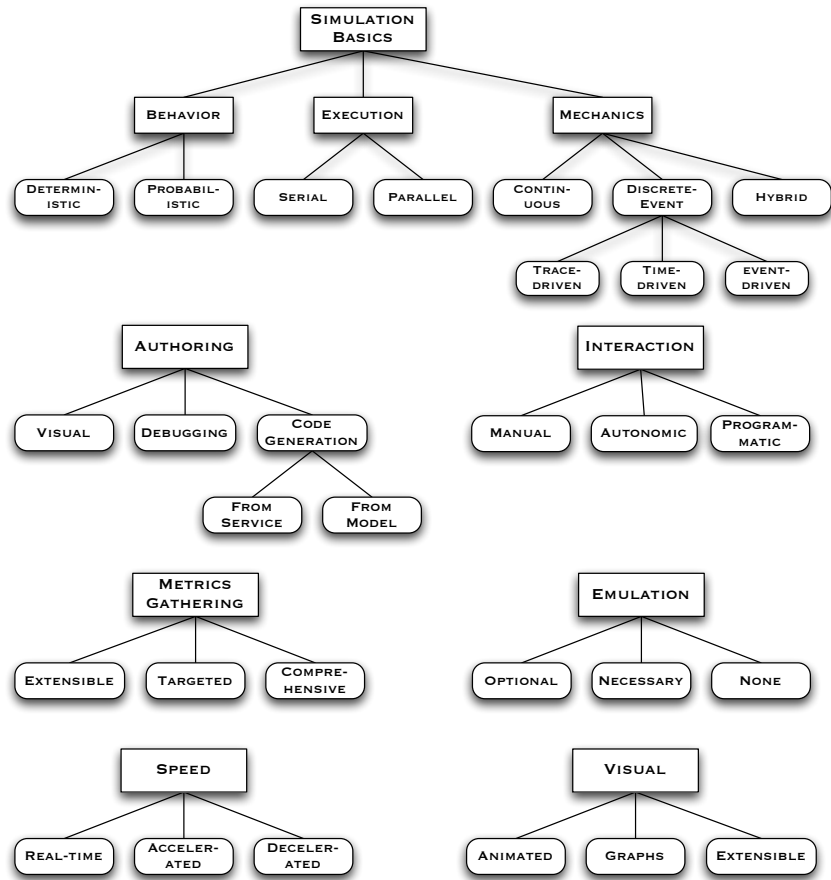 SIMULATION
BASICS
BEHAVIOR
EXECUTION
MECHANICS
DETERMIN-
ISTIC
PROBABIL-
ISTIC
SERIAL
PARALLEL
CONTIN-
UOUS
DISCRETE-
EVENT
HYBRID
TRACE-
DRIVEN
TIME-
DRIVEN
EVENT-
DRIVEN
AUTHORING
VISUAL
DEBUGGING
CODE
GENERATION
FROM
SERVICE
FROM
MODEL
INTERACTION
MANUAL
AUTONOMIC
PROGRAM-
MATIC
METRICS
GATHERING
EXTENSIBLE
TARGETED
COMPRE-
HENSIVE
EMULATION
OPTIONAL
NECESSARY
NONE
SPEED
REAL-TIME
ACCELER-
ATED
DECELER-
ATED
VISUAL
ANIMATED
GRAPHS
EXTENSIBLE